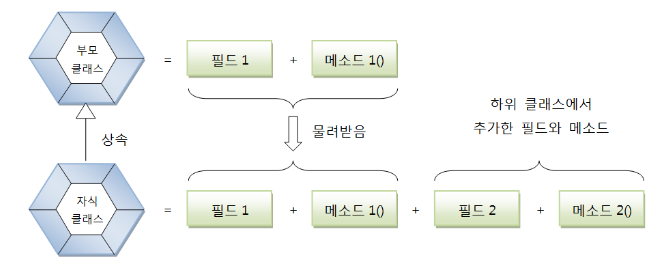 부모
클래스
=
필드 1
+
메소드 1()
상속
물려받음
하위 클래스에서
추가한 필드와 메소드
자식
클래스
=
필드 1
+
메소드 1()
+
필드 2
+
메소드 2()